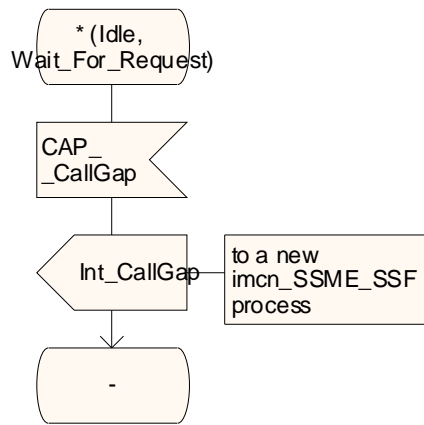 * (Idle,
Wait_For_Request)
CAP_
_CallGap
Int_CallGap
to a new
imcn_SSME_SSF
process
-